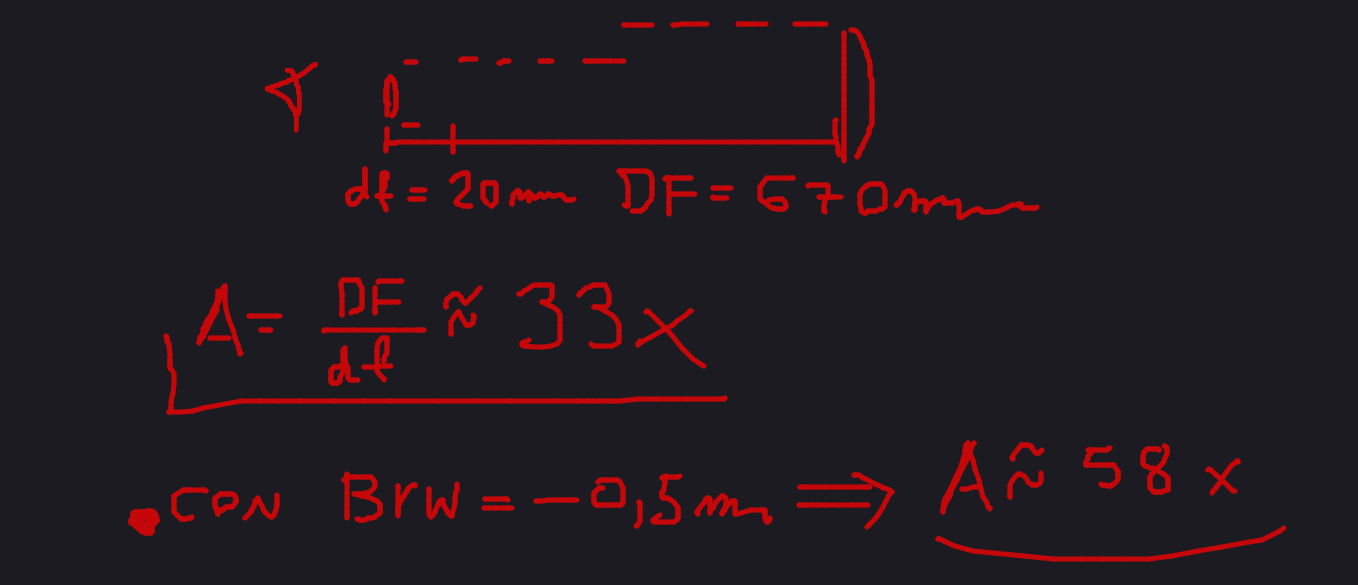 df = 20mm DF = 670mm
A = DF/df ≈ 33x
• con BrW = -0,5m ⇒ A ≈ 58x